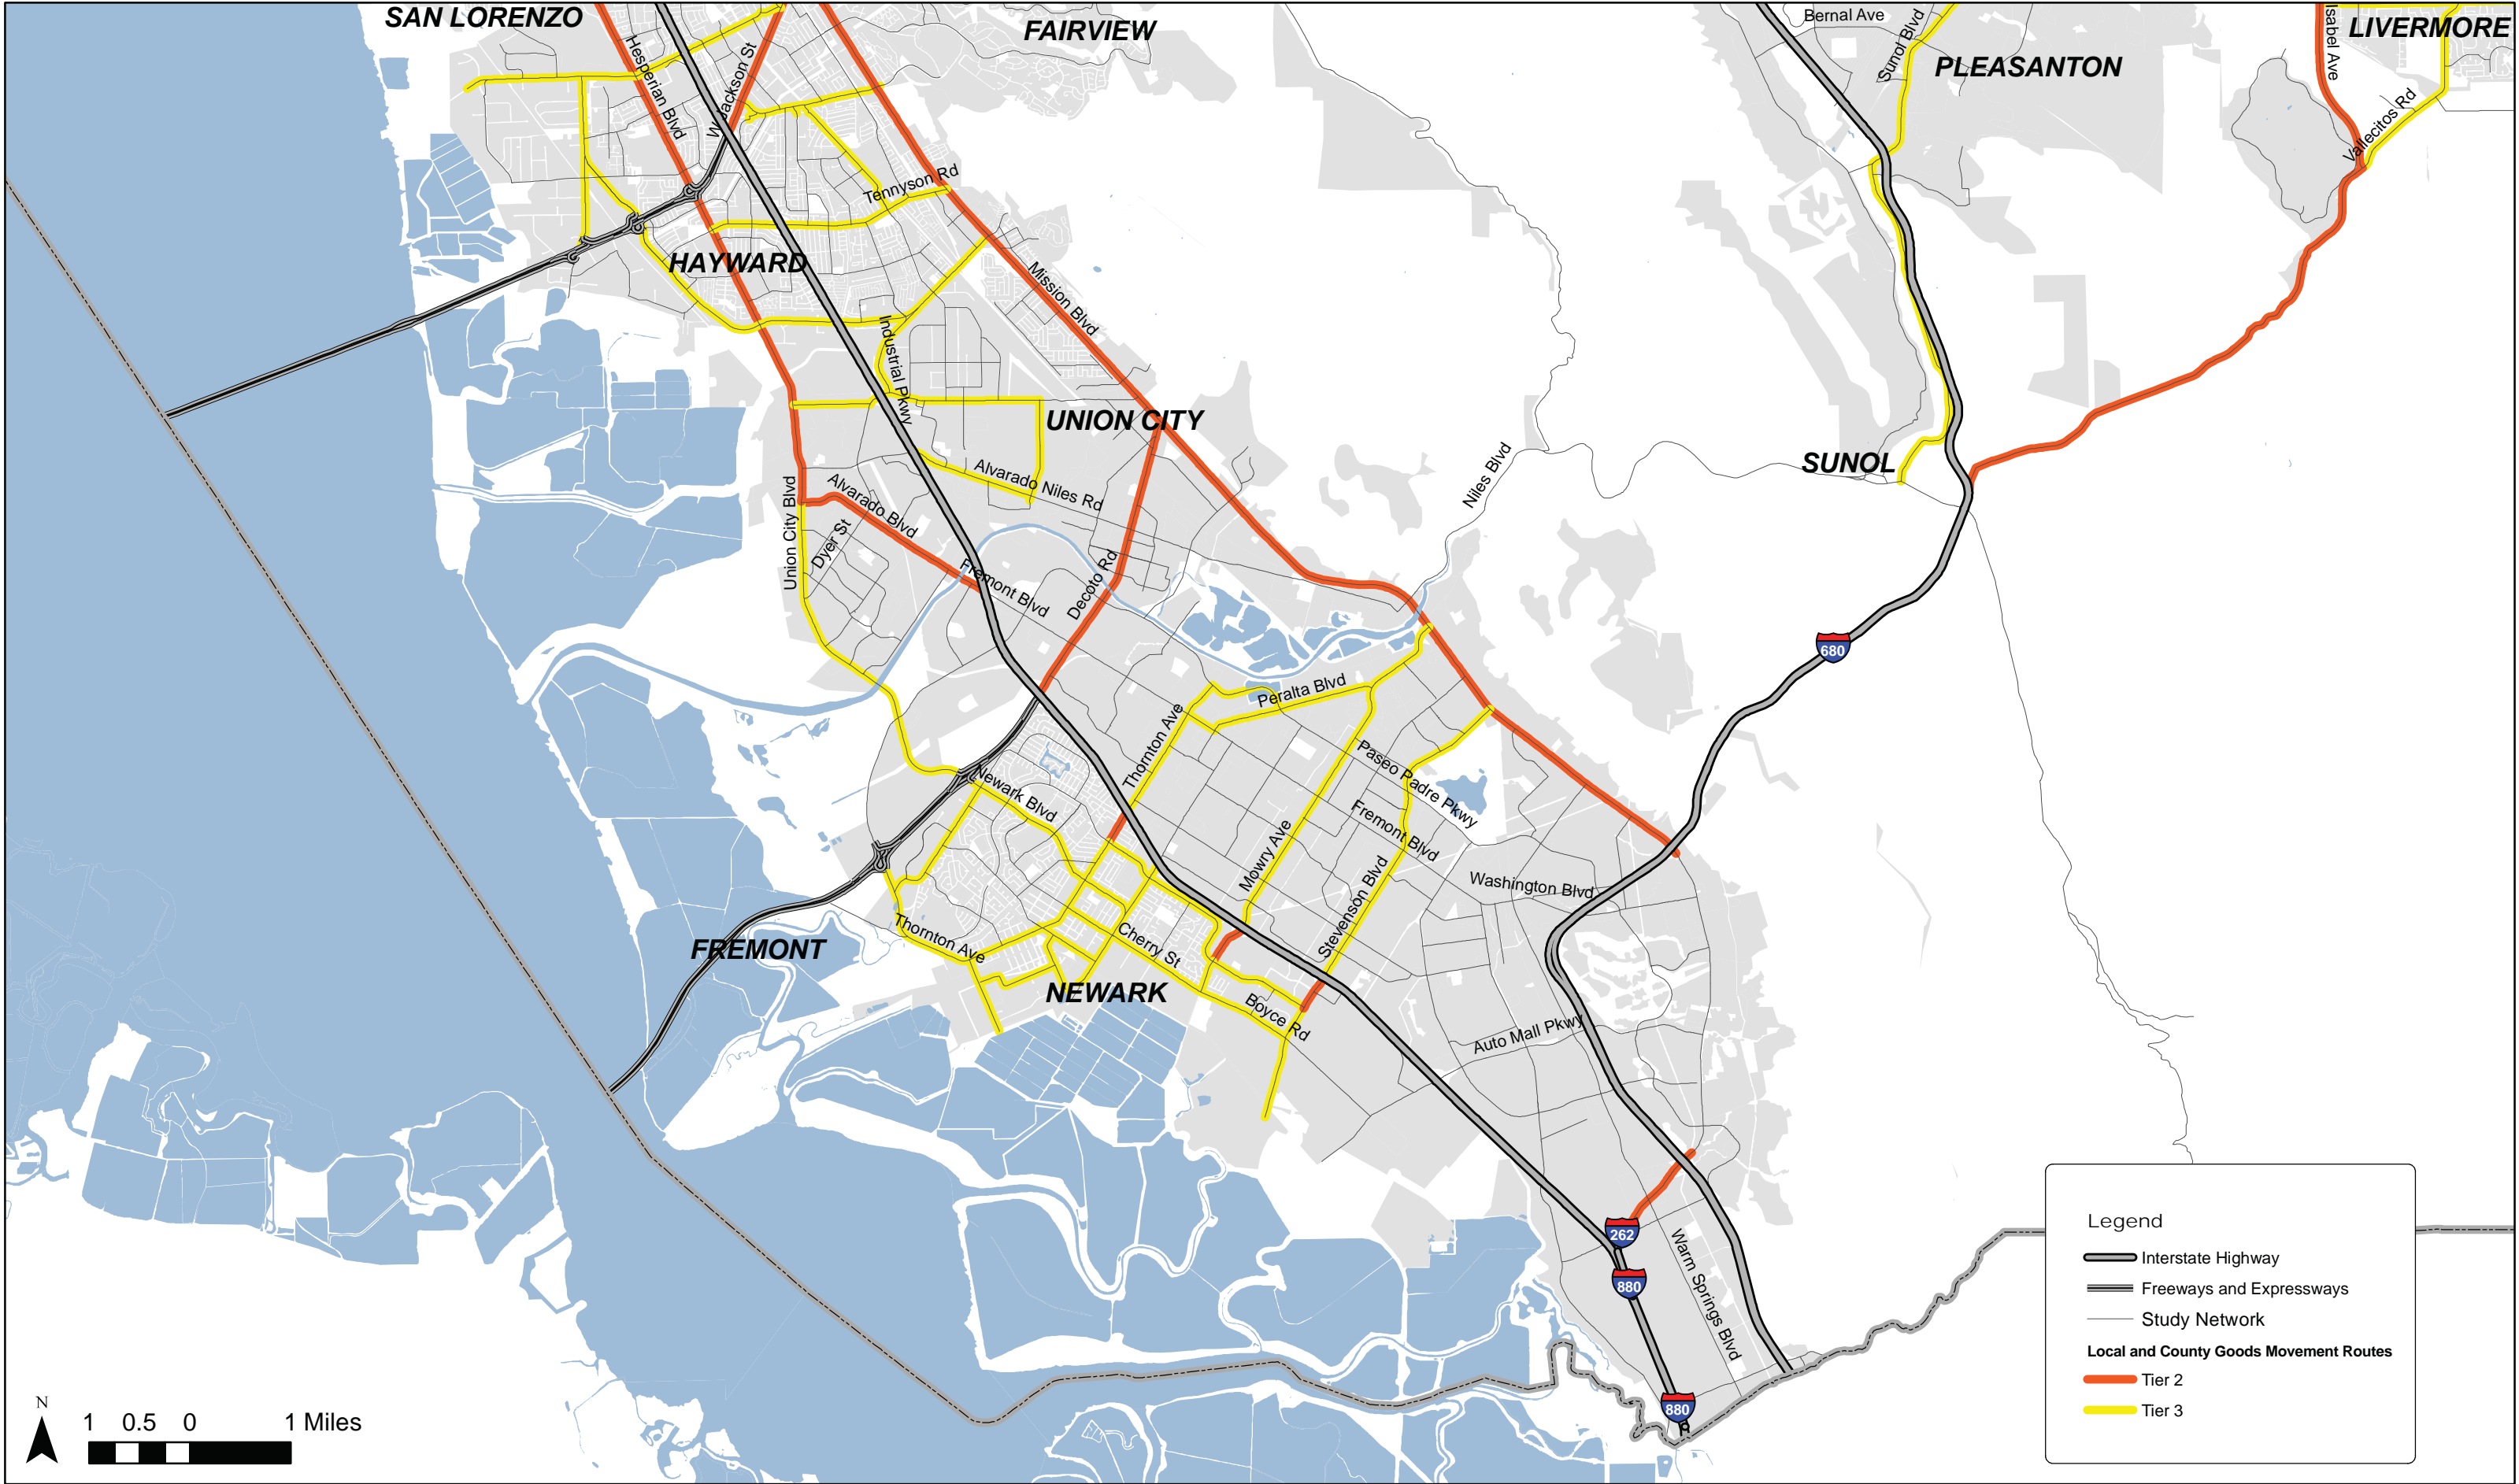 SAN LORENZO
FAIRVIEW
Bernal Ave
Sunol Blvd
PLEASANTON
Isabel Ave
LIVERMORE
Hesperian Blvd
W Jackson St
Vallecitos Rd
Tennyson Rd
HAYWARD
Mission Blvd
Industrial Pkwy
UNION CITY
SUNOL
Niles Blvd
Alvarado Niles Rd
Alvarado Blvd
Union City Blvd
Dyer St
Fremont Blvd
Decoto Rd
680
Peralta Blvd
Thornton Ave
Paseo Padre Pkwy
Newark Blvd
Fremont Blvd
Mowry Ave
Stevenson Blvd
Washington Blvd
Thornton Ave
Cherry St
FREMONT
NEWARK
Boyce Rd
Auto Mall Pkwy
262
880
Warm Springs Blvd
880
Legend
Interstate Highway
Freeways and Expressways
Study Network
Local and County Goods Movement Routes
Tier 2
Tier 3
N
1 0.5 0 1 Miles